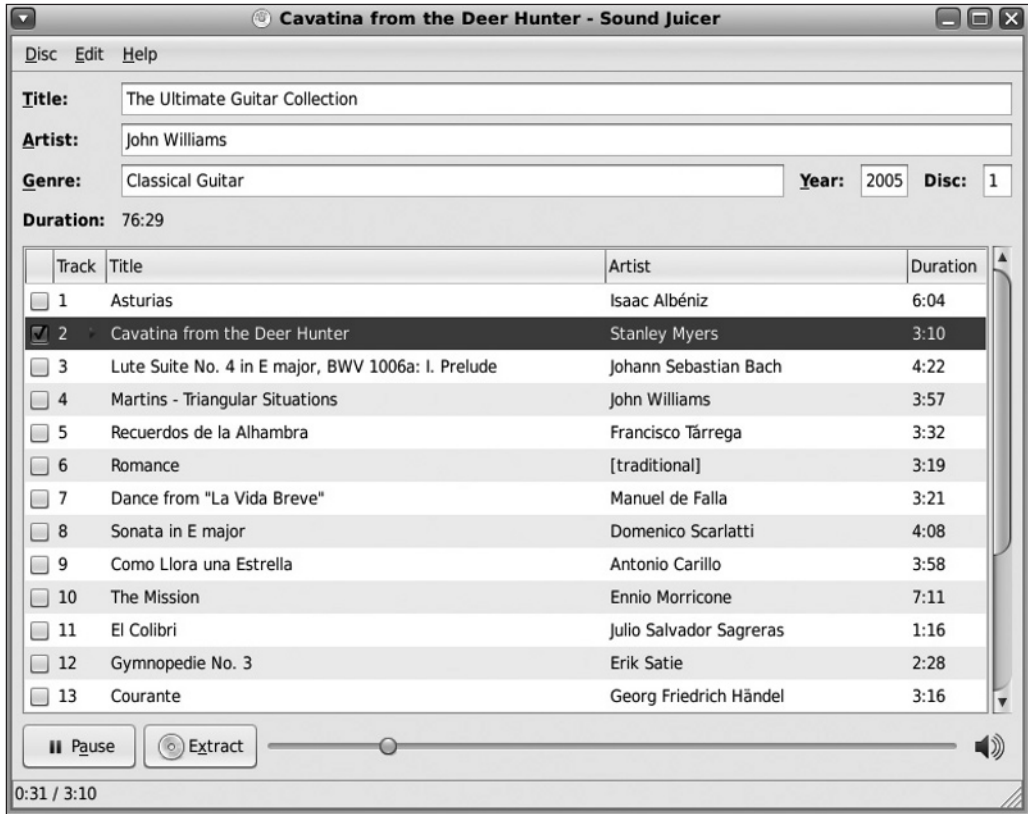 Cavatina from the Deer Hunter - Sound Juicer
Disc Edit Help
Title: The Ultimate Guitar Collection
Artist: John Williams
Genre: Classical Guitar Year: 2005 Disc: 1
Duration: 76:29
Track Title Artist Duration
1 Asturias Isaac Albéniz 6:04
2 Cavatina from the Deer Hunter Stanley Myers 3:10
3 Lute Suite No. 4 in E major, BWV 1006a: I. Prelude Johann Sebastian Bach 4:22
4 Martins - Triangular Situations John Williams 3:57
5 Recuerdos de la Alhambra Francisco Tárrega 3:32
6 Romance [traditional] 3:19
7 Dance from "La Vida Breve" Manuel de Falla 3:21
8 Sonata in E major Domenico Scarlatti 4:08
9 Como Llora una Estrella Antonio Carillo 3:58
10 The Mission Ennio Morricone 7:11
11 El Colibri Julio Salvador Sagreras 1:16
12 Gymnopedie No. 3 Erik Satie 2:28
13 Courante Georg Friedrich Händel 3:16
Pause Extract
0:31 / 3:10